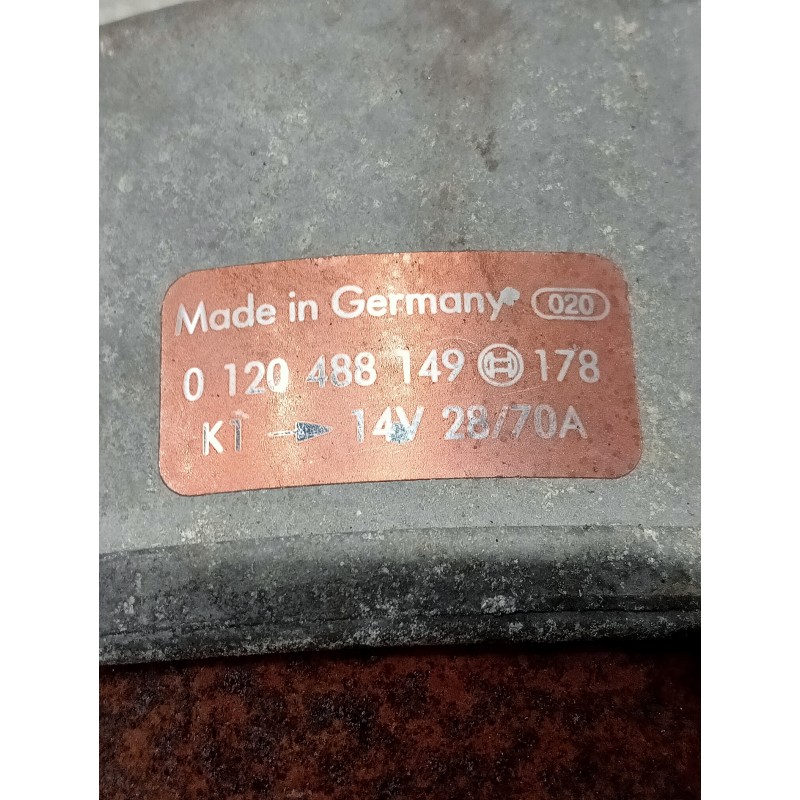 Made in Germany 020
0 120 488 149 178
K1 → 14V 28/70A